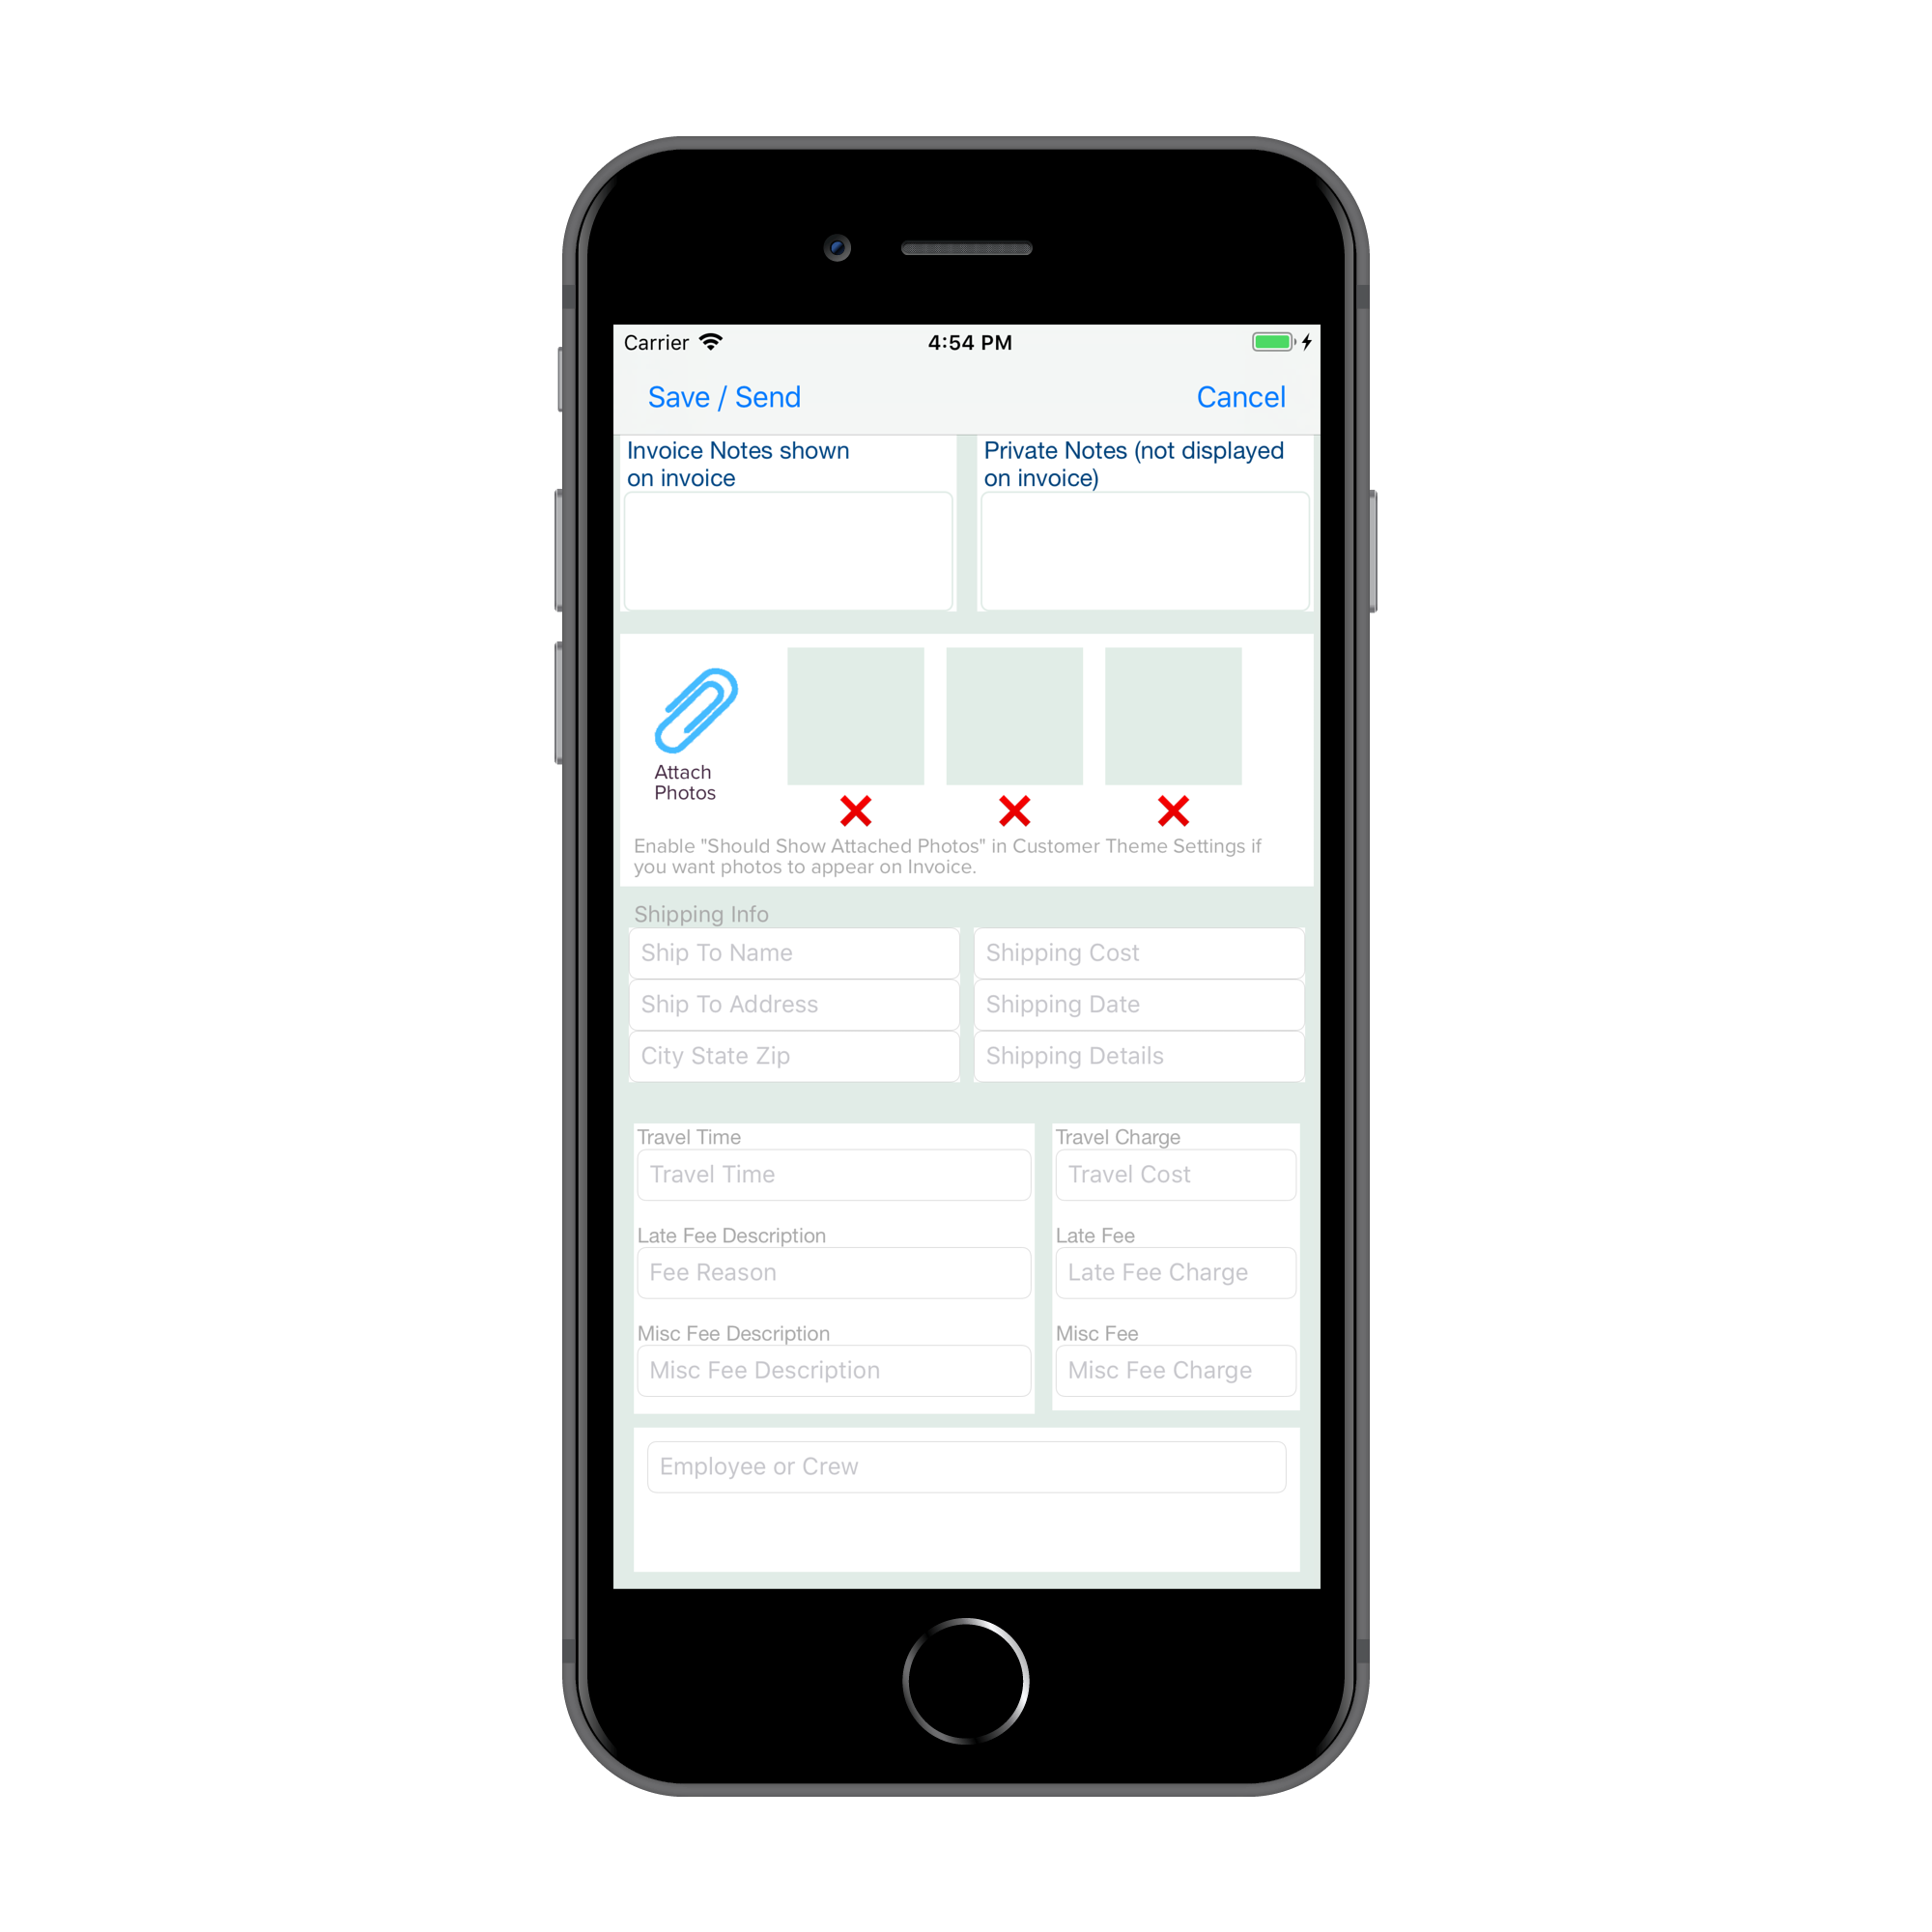 Carrier 4:54 PM
Save / Send Cancel
Invoice Notes shown
on invoice
Private Notes (not displayed
on invoice)
Attach
Photos
Enable "Should Show Attached Photos" in Customer Theme Settings if
you want photos to appear on Invoice.
Shipping Info
Ship To Name Shipping Cost
Ship To Address Shipping Date
City State Zip Shipping Details
Travel Time Travel Charge
Travel Time Travel Cost
Late Fee Description Late Fee
Fee Reason Late Fee Charge
Misc Fee Description Misc Fee
Misc Fee Description Misc Fee Charge
Employee or Crew